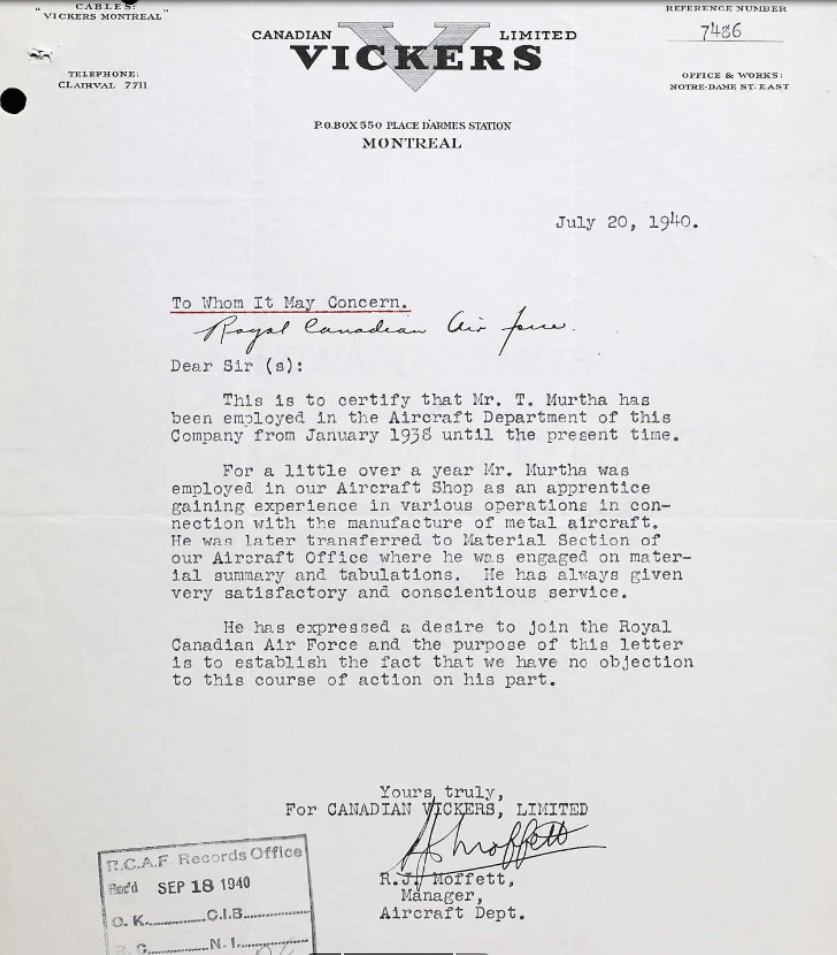 " CABLES: "
VICKERS MONTREAL
TELEPHONE:
CLAIRVAL 7711
CANADIAN LIMITED
VICKERS
P.O.BOX 550 PLACE D'ARMES STATION
MONTREAL
REFERENCE NUMBER
7486
OFFICE & WORKS:
NOTRE-DAME ST. EAST
July 20, 1940.
To Whom It May Concern.
Royal Canadian Air force.
Dear Sir (s):
This is to certify that Mr. T. Murtha has
been employed in the Aircraft Department of this
Company from January 1938 until the present time.
For a little over a year Mr. Murtha was
employed in our Aircraft Shop as an apprentice
gaining experience in various operations in con-
nection with the manufacture of metal aircraft.
He was later transferred to Material Section of
our Aircraft Office where he was engaged on mater-
ial summary and tabulations. He has always given
very satisfactory and conscientious service.
He has expressed a desire to join the Royal
Canadian Air Force and the purpose of this letter
is to establish the fact that we have no objection
to this course of action on his part.
Yours truly,
For CANADIAN VICKERS, LIMITED
R.J. Moffett,
Manager,
Aircraft Dept.
R.C.A.F. Records Office
Rec'd SEP 18 1940
O. K. C.I.B.
R. C. N. I.